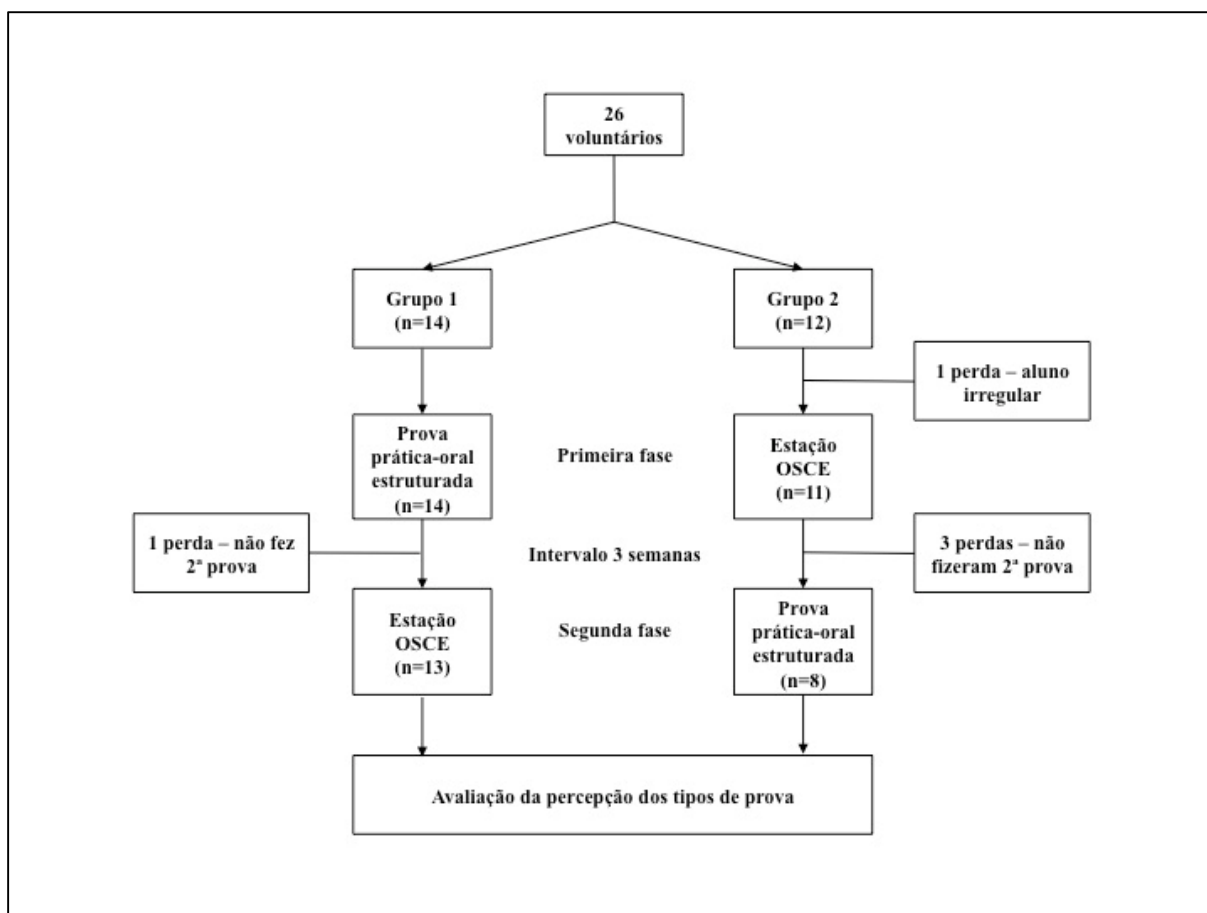 26
voluntários
Grupo 1
(n=14)
Grupo 2
(n=12)
1 perda – aluno
irregular
Prova
prática-oral
estruturada
(n=14)
Primeira fase
Estação
OSCE
(n=11)
1 perda – não fez
2ª prova
Intervalo 3 semanas
3 perdas – não
fizeram 2ª prova
Estação
OSCE
(n=13)
Segunda fase
Prova
prática-oral
estruturada
(n=8)
Avaliação da percepção dos tipos de prova